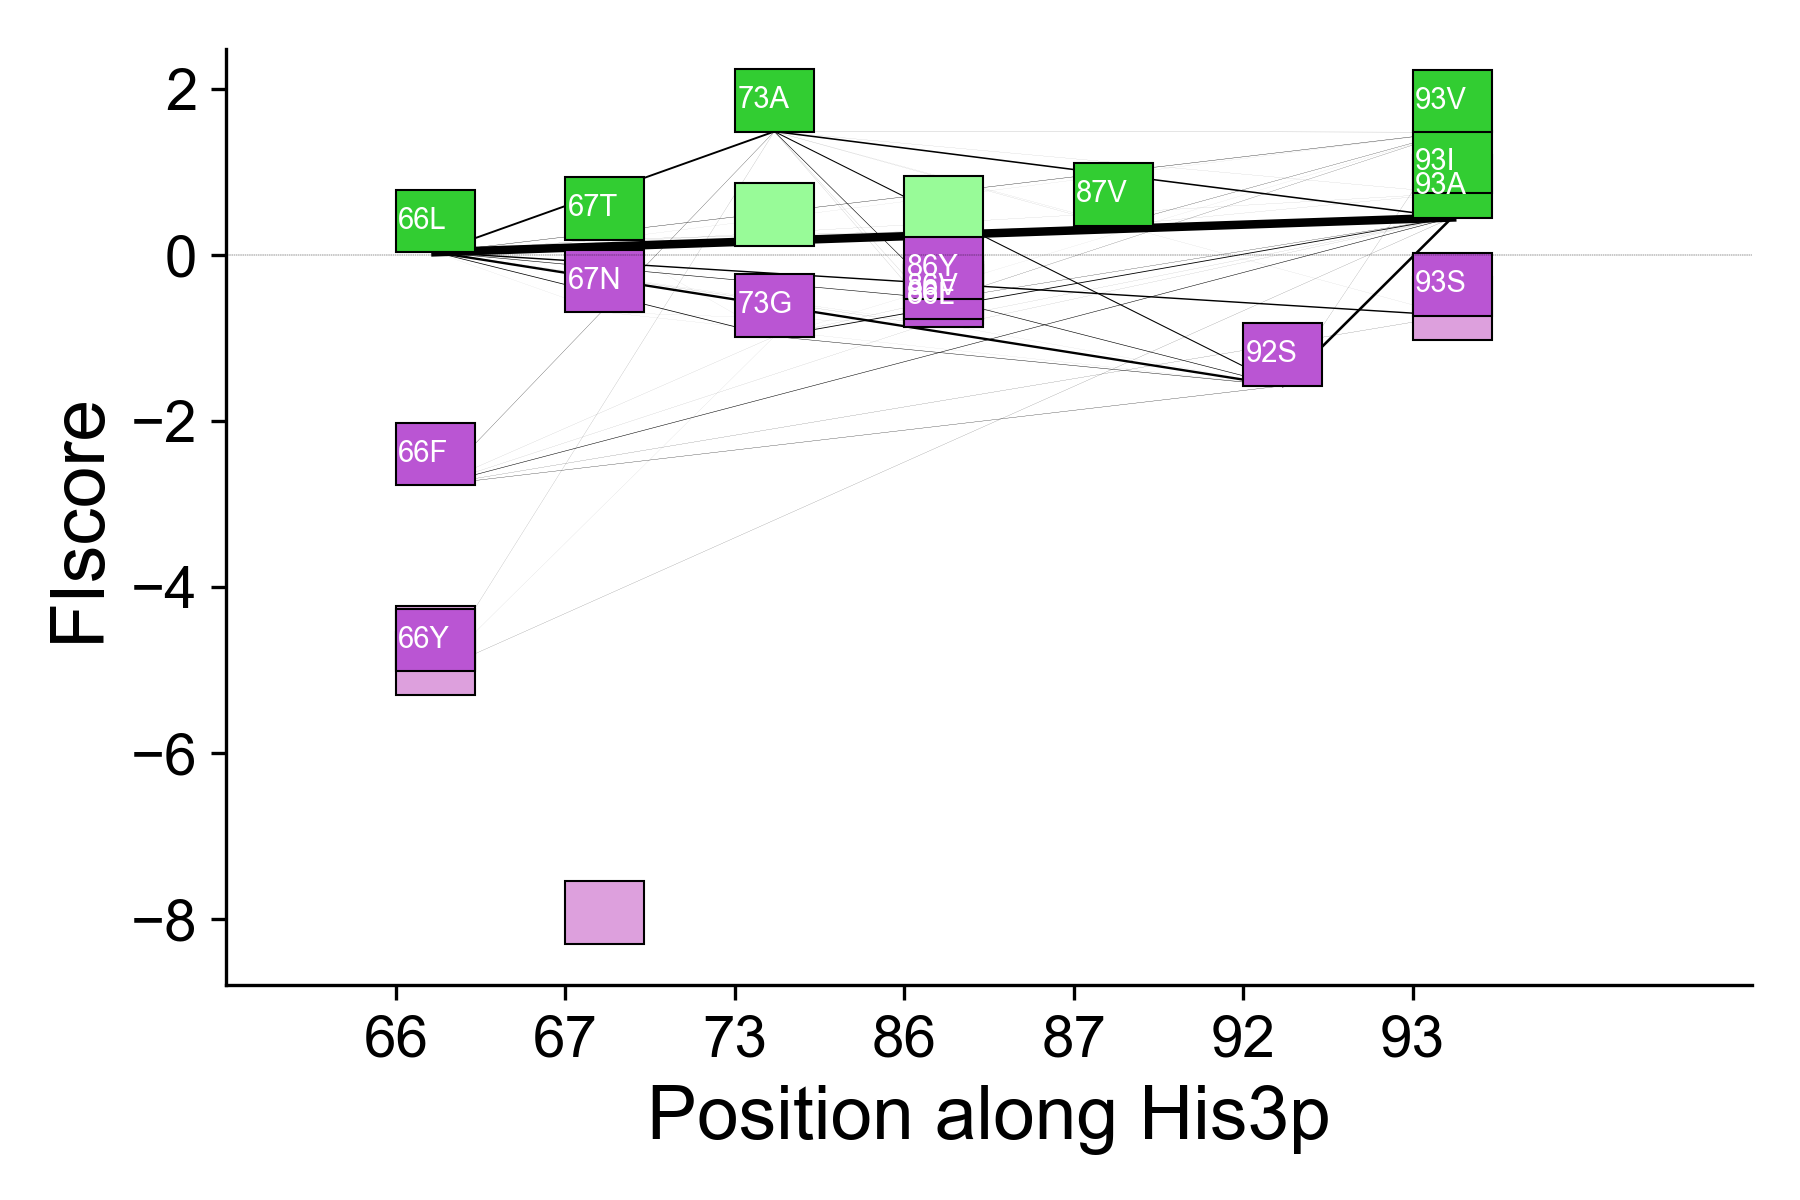 FIscore
2
0
−2
−4
−6
−8
73A
93V
93I
93A
87V
67T
66L
86Y
67N
93S
73G
92S
66F
66Y
66 67 73 86 87 92 93
Position along His3p